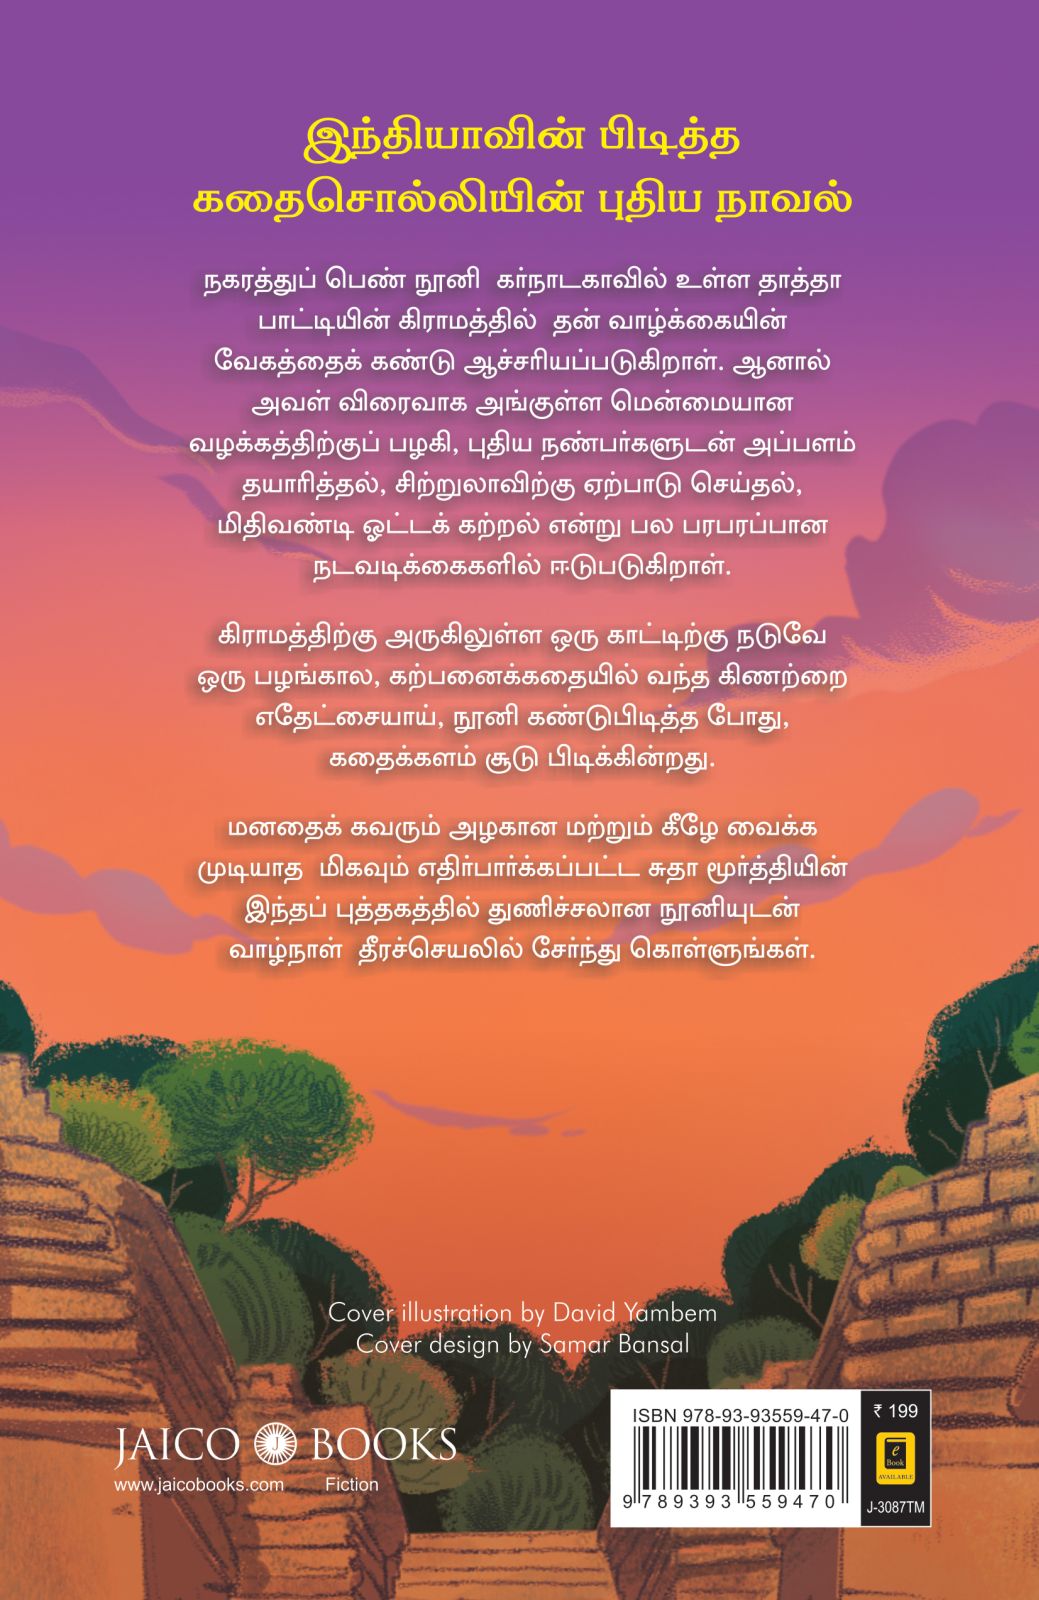 இந்தியாவின் பிடித்த
கதைசொல்லியின் புதிய நாவல்
நகரத்துப் பெண் நூனி கர்நாடகாவில் உள்ள தாத்தா
பாட்டியின் கிராமத்தில் தன் வாழ்க்கையின்
வேகத்தைக் கண்டு ஆச்சரியப்படுகிறாள். ஆனால்
அவள் விரைவாக அங்குள்ள மென்மையான
வழக்கத்திற்குப் பழகி, புதிய நண்பர்களுடன் அப்பளம்
தயாரித்தல், சிற்றுலாவிற்கு ஏற்பாடு செய்தல்,
மிதிவண்டி ஓட்டக் கற்றல் என்று பல பரபரப்பான
நடவடிக்கைகளில் ஈடுபடுகிறாள்.
கிராமத்திற்கு அருகிலுள்ள ஒரு காட்டிற்கு நடுவே
ஒரு பழங்கால, கற்பனைக்கதையில் வந்த கிணற்றை
எதேட்சையாய், நூனி கண்டுபிடித்த போது,
கதைக்களம் சூடு பிடிக்கின்றது.
மனதைக் கவரும் அழகான மற்றும் கீழே வைக்க
முடியாத மிகவும் எதிர்பார்க்கப்பட்ட சுதா மூர்த்தியின்
இந்தப் புத்தகத்தில் துணிச்சலான நூனியுடன்
வாழ்நாள் தீரச்செயலில் சேர்ந்து கொள்ளுங்கள்.
Cover illustration by David Yambem
Cover design by Samar Bansal
JAICO J BOOKS
www.jaicobooks.com Fiction
ISBN 978-93-93559-47-0
9 789393 559470
₹ 199
e
Book
AVAILABLE
J-3087TM